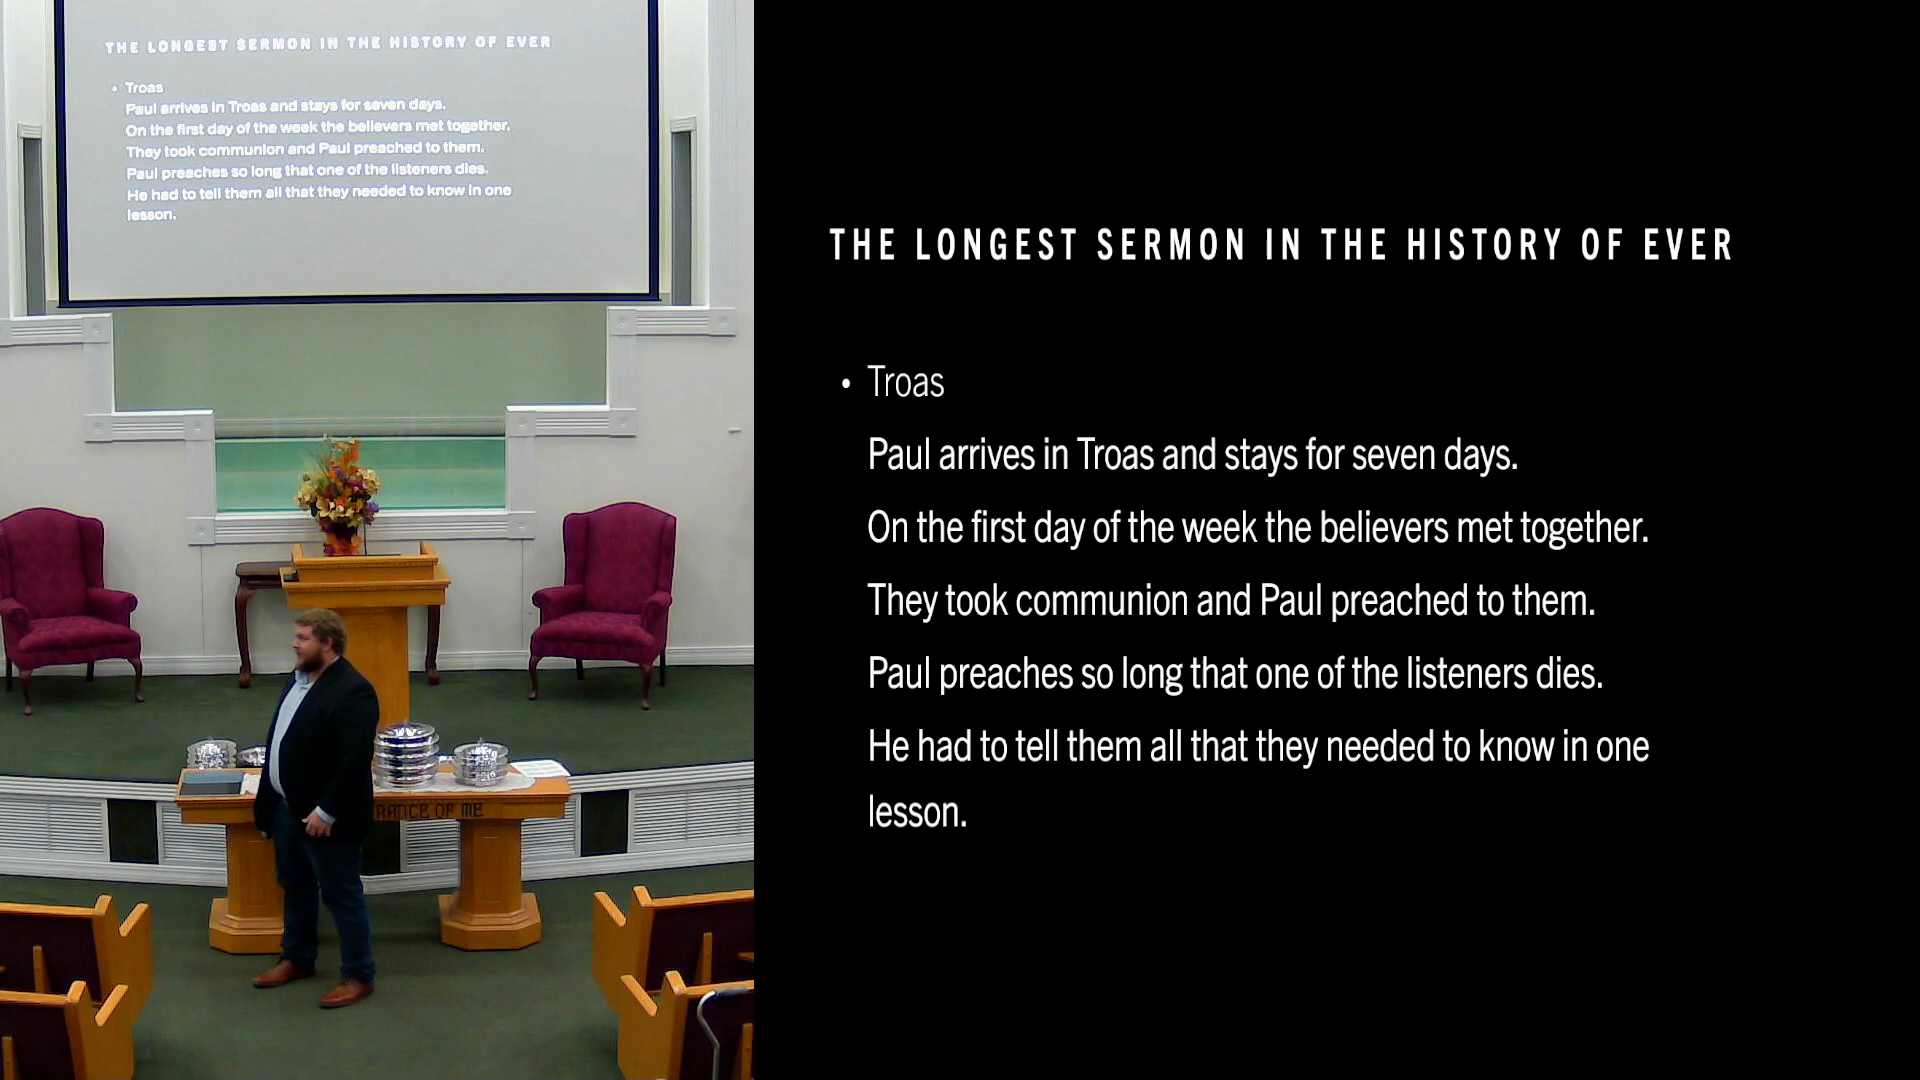 THE LONGEST SERMON IN THE HISTORY OF EVER
• Troas
Paul arrives in Troas and stays for seven days.
On the first day of the week the believers met together.
They took communion and Paul preached to them.
Paul preaches so long that one of the listeners dies.
He had to tell them all that they needed to know in one
lesson.
OF ME
THE LONGEST SERMON IN THE HISTORY OF EVER
• Troas
Paul arrives in Troas and stays for seven days.
On the first day of the week the believers met together.
They took communion and Paul preached to them.
Paul preaches so long that one of the listeners dies.
He had to tell them all that they needed to know in one
lesson.